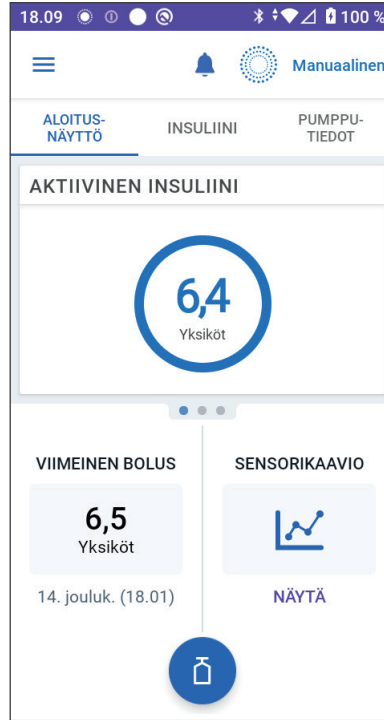 18.09 100 %
Manuaalinen
ALOITUS-
NÄYTTÖ
INSULIINI
PUMPPU-
TIEDOT
AKTIIVINEN INSULIINI
6,4
Yksiköt
VIIMEINEN BOLUS
SENSORIKAAVIO
6,5
Yksiköt
14. jouluk. (18.01)
NÄYTÄ